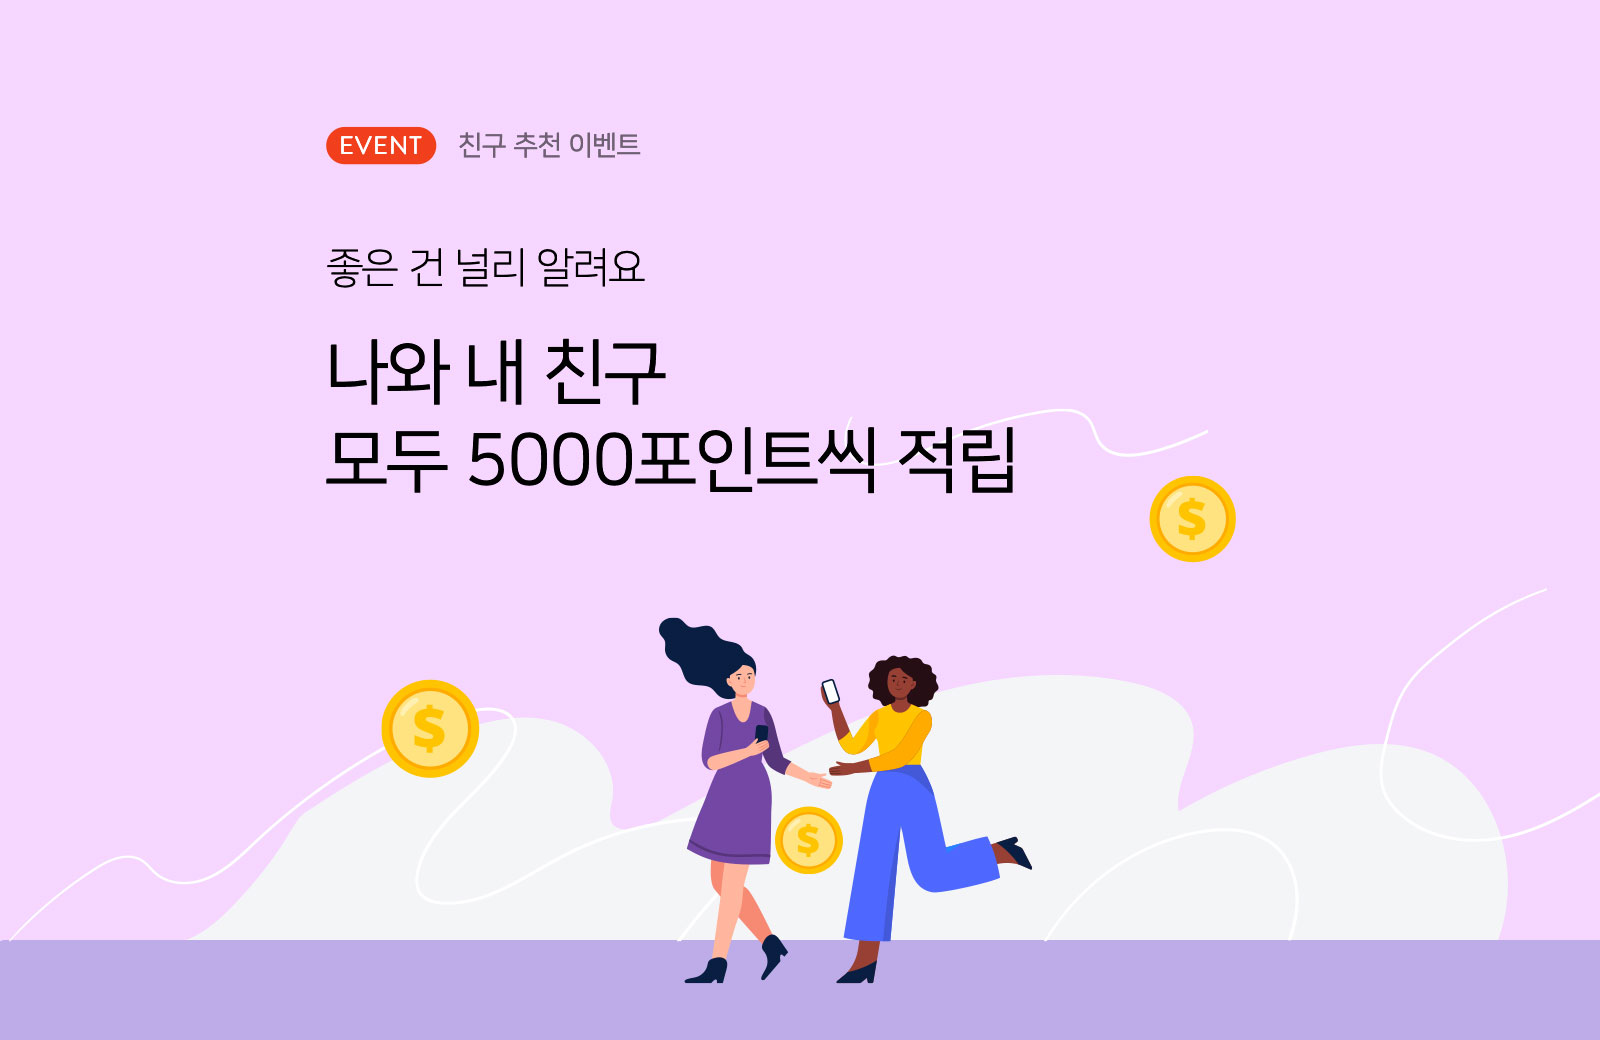 EVENT 친구 추천 이벤트
좋은 건 널리 알려요
나와 내 친구
모두 5000포인트씩 적립
$
$
$